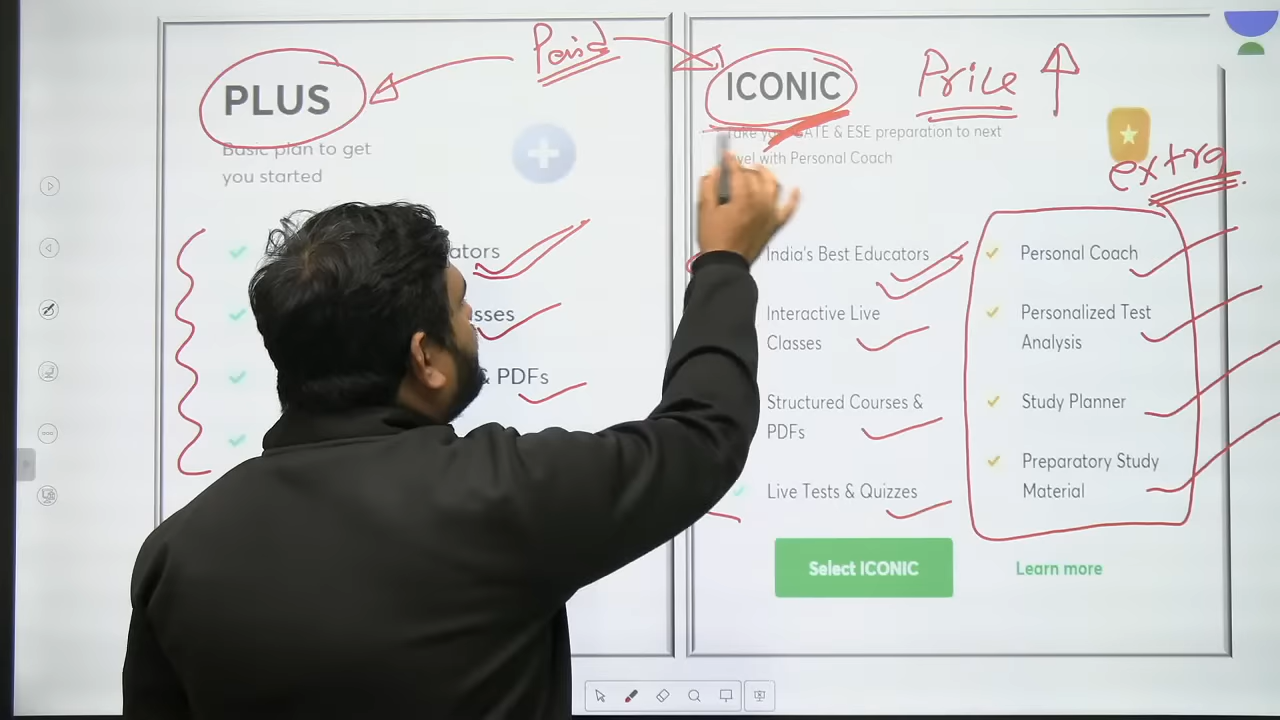 Paid
PLUS
Basic plan to get
you started
ators
sses
& PDFs
ICONIC
Price ↑
Take GATE & ESE preparation to next
level with Personal Coach
extra
India's Best Educators
Interactive Live
Classes
Structured Courses &
PDFs
Live Tests & Quizzes
Personal Coach
Personalized Test
Analysis
Study Planner
Preparatory Study
Material
Select ICONIC
Learn more